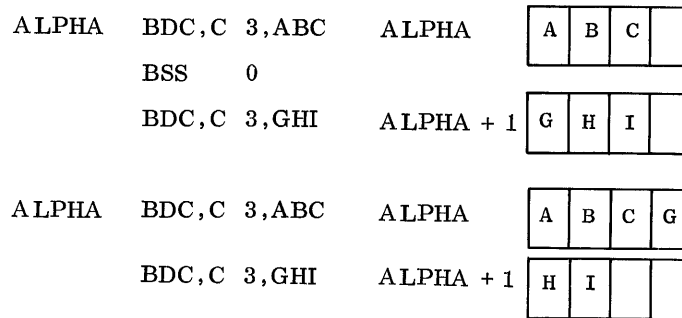 ALPHA BDC,C 3,ABC ALPHA A B C
BSS 0
BDC,C 3,GHI ALPHA + 1 G H I
ALPHA BDC,C 3,ABC ALPHA A B C G
BDC,C 3,GHI ALPHA + 1 H I